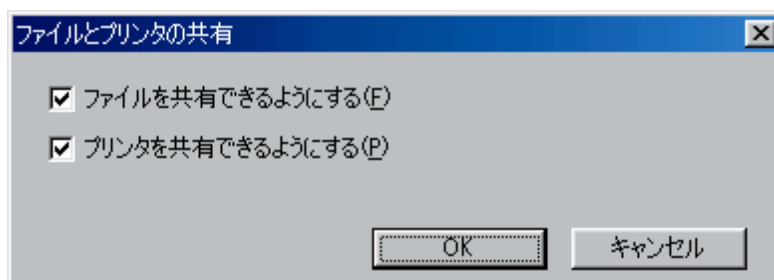 ファイルとプリンタの共有
ファイルを共有できるようにする(F)
プリンタを共有できるようにする(P)
OK キャンセル